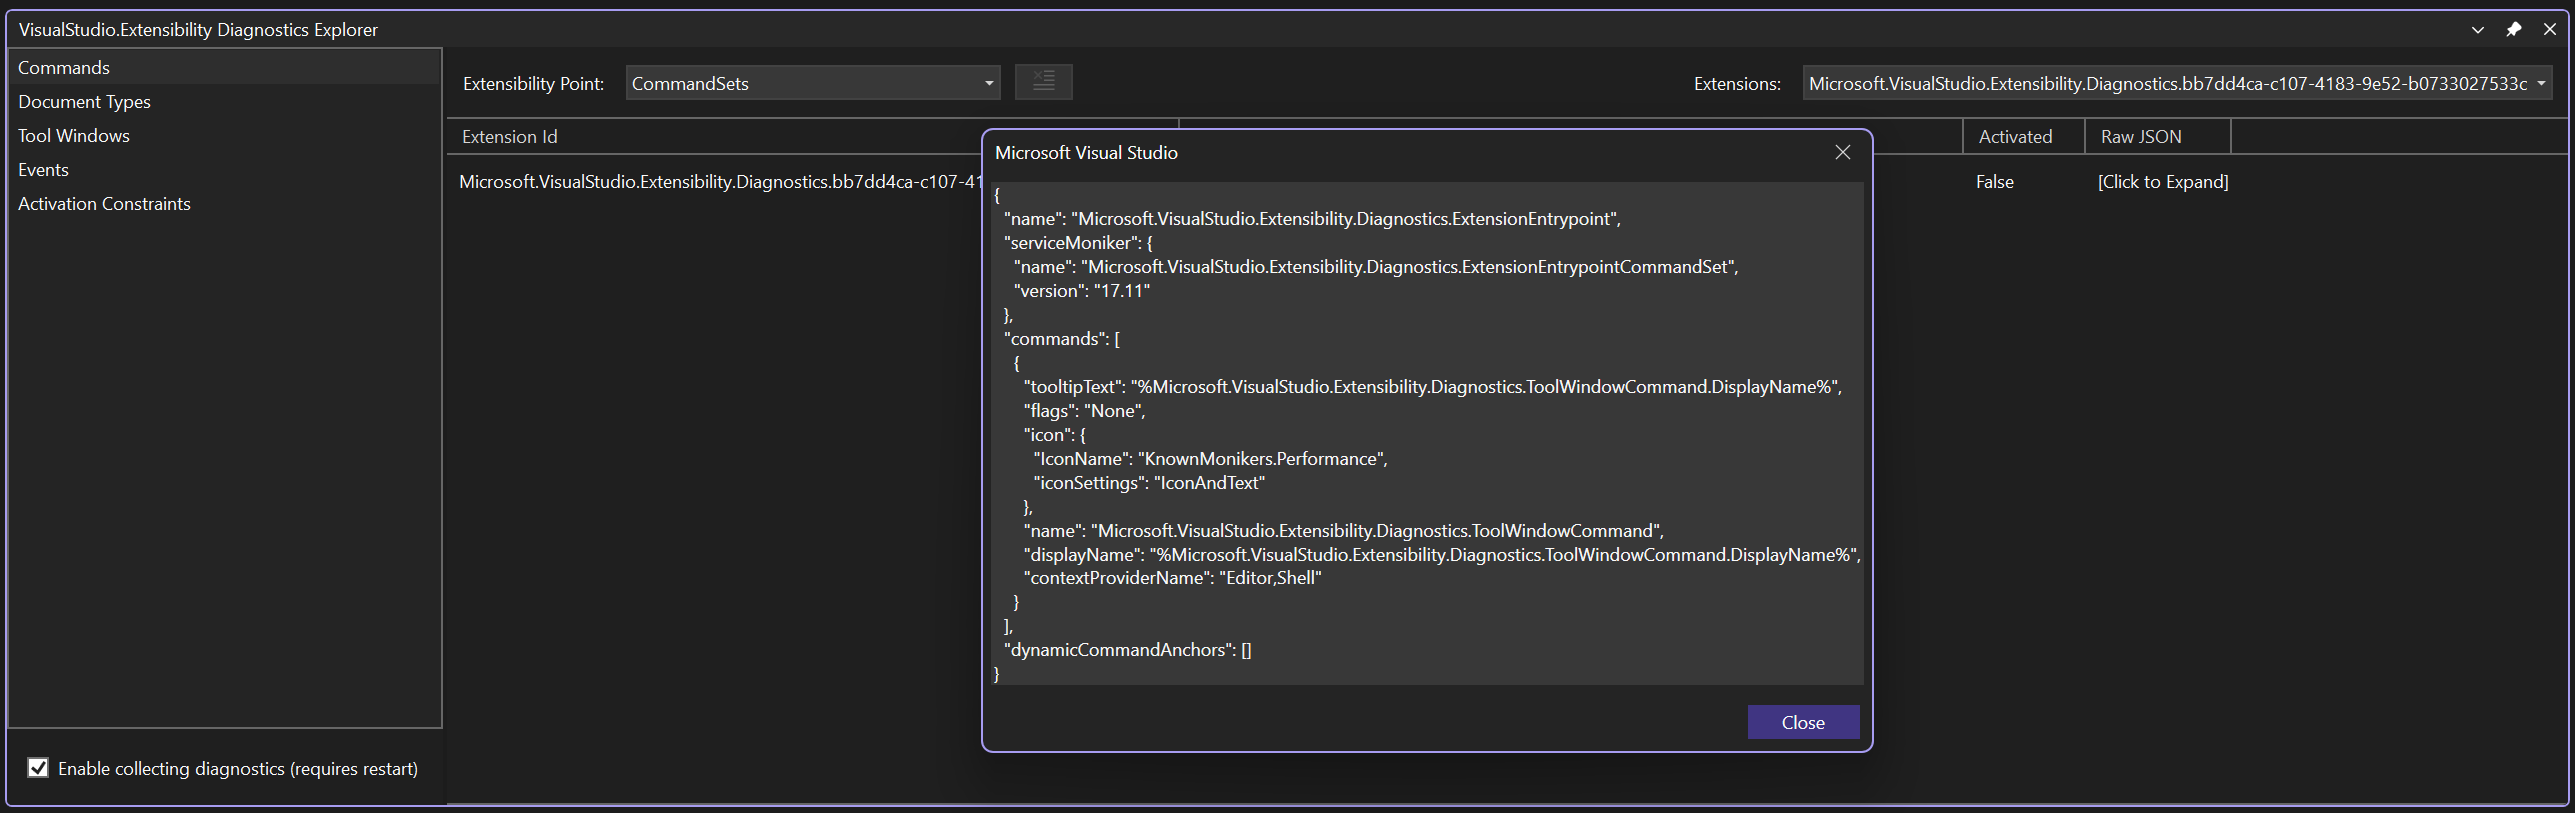 VisualStudio.Extensibility Diagnostics Explorer
Commands
Document Types
Tool Windows
Events
Activation Constraints
Enable collecting diagnostics (requires restart)
Extensibility Point: CommandSets
Extensions: Microsoft.VisualStudio.Extensibility.Diagnostics.bb7dd4ca-c107-4183-9e52-b0733027533c
Extension Id Activated Raw JSON
Microsoft.VisualStudio.Extensibility.Diagnostics.bb7dd4ca-c107-41 False [Click to Expand]
Microsoft Visual Studio
{
"name": "Microsoft.VisualStudio.Extensibility.Diagnostics.ExtensionEntrypoint",
"serviceMoniker": {
"name": "Microsoft.VisualStudio.Extensibility.Diagnostics.ExtensionEntrypointCommandSet",
"version": "17.11"
},
"commands": [
{
"tooltipText": "%Microsoft.VisualStudio.Extensibility.Diagnostics.ToolWindowCommand.DisplayName%",
"flags": "None",
"icon": {
"IconName": "KnownMonikers.Performance",
"iconSettings": "IconAndText"
},
"name": "Microsoft.VisualStudio.Extensibility.Diagnostics.ToolWindowCommand",
"displayName": "%Microsoft.VisualStudio.Extensibility.Diagnostics.ToolWindowCommand.DisplayName%",
"contextProviderName": "Editor,Shell"
}
],
"dynamicCommandAnchors": []
}
Close